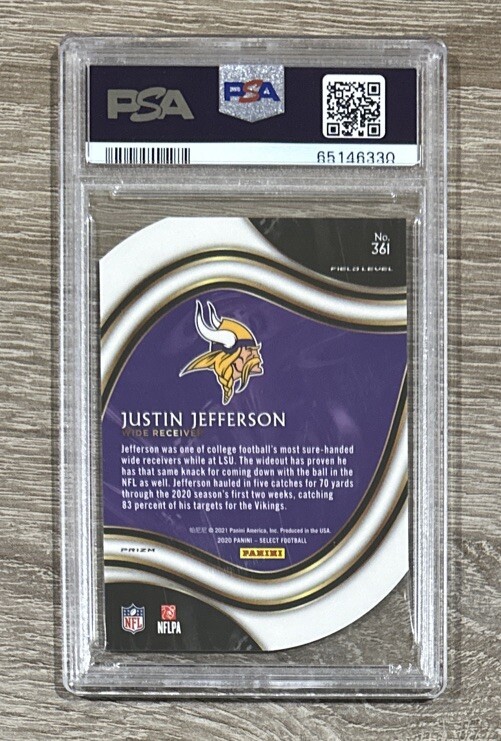 PSA
PSA
65146330
No.
361
FIELD LEVEL
JUSTIN JEFFERSON
WIDE RECEIVER
Jefferson was one of college football's most sure-handed
wide receivers while at LSU. The wideout has proven he
has that same knack for coming down with the ball in the
NFL as well. Jefferson hauled in five catches for 70 yards
through the 2020 season's first two weeks, catching
83 percent of his targets for the Vikings.
帕尼尼 © 2021 Panini America, Inc. Produced in the USA.
2020 PANINI – SELECT FOOTBALL
PANINI
PRIZM
NFL
NFLPA